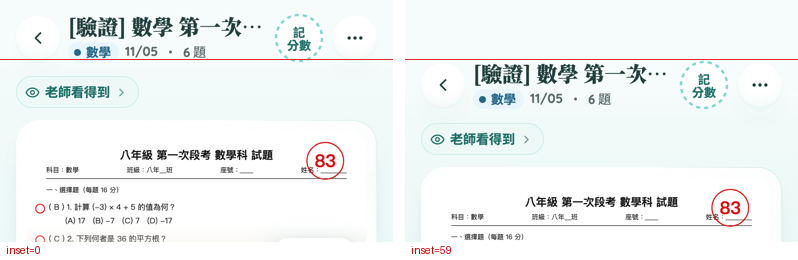 [驗證] 數學 第一次…
記
分數
數學 11/05 · 6 題
老師看得到
八年級 第一次段考 數學科 試題
83
科目：數學 班級：八年__班 座號：____ 姓名：
一、選擇題（每題 16 分）
( B ) 1. 計算 (−3) × 4 + 5 的值為何？
(A) 17 (B) −7 (C) 7 (D) −17
( C ) 2. 下列何者是 36 的平方根？
inset=0
[驗證] 數學 第一次…
記
分數
數學 11/05 · 6 題
老師看得到
八年級 第一次段考 數學科 試題
83
科目：數學 班級：八年__班 座號：____ 姓名：
一、選擇題（每題 16 分）
inset=59